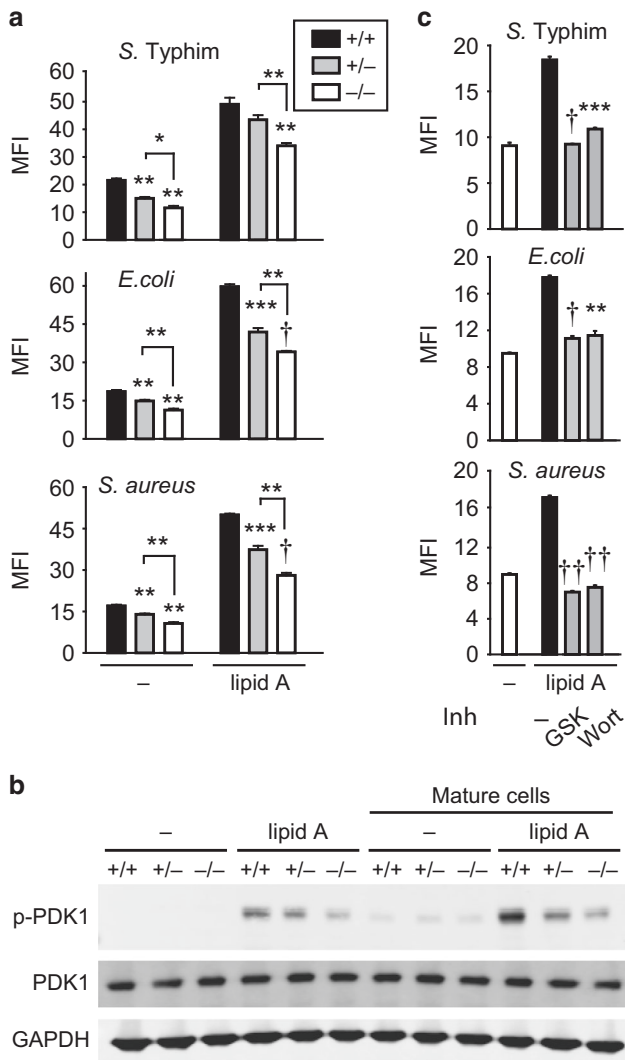 a
S. Typhim
+/+
+/–
–/–
MFI
60
50
40
30
20
10
0
**
*
** **
**
E.coli
MFI
60
45
30
15
0
**
** **
**
***
†
S. aureus
MFI
60
45
30
15
0
**
** **
**
***
†
– lipid A
c
S. Typhim
MFI
20
15
10
5
0
† ***
E.coli
MFI
20
16
12
8
4
0
† **
S. aureus
MFI
20
16
12
8
4
0
†† ††
– lipid A
Inh – GSK Wort
b
Mature cells
– lipid A – lipid A
+/+ +/– –/– +/+ +/– –/– +/+ +/– –/– +/+ +/– –/–
p-PDK1
PDK1
GAPDH